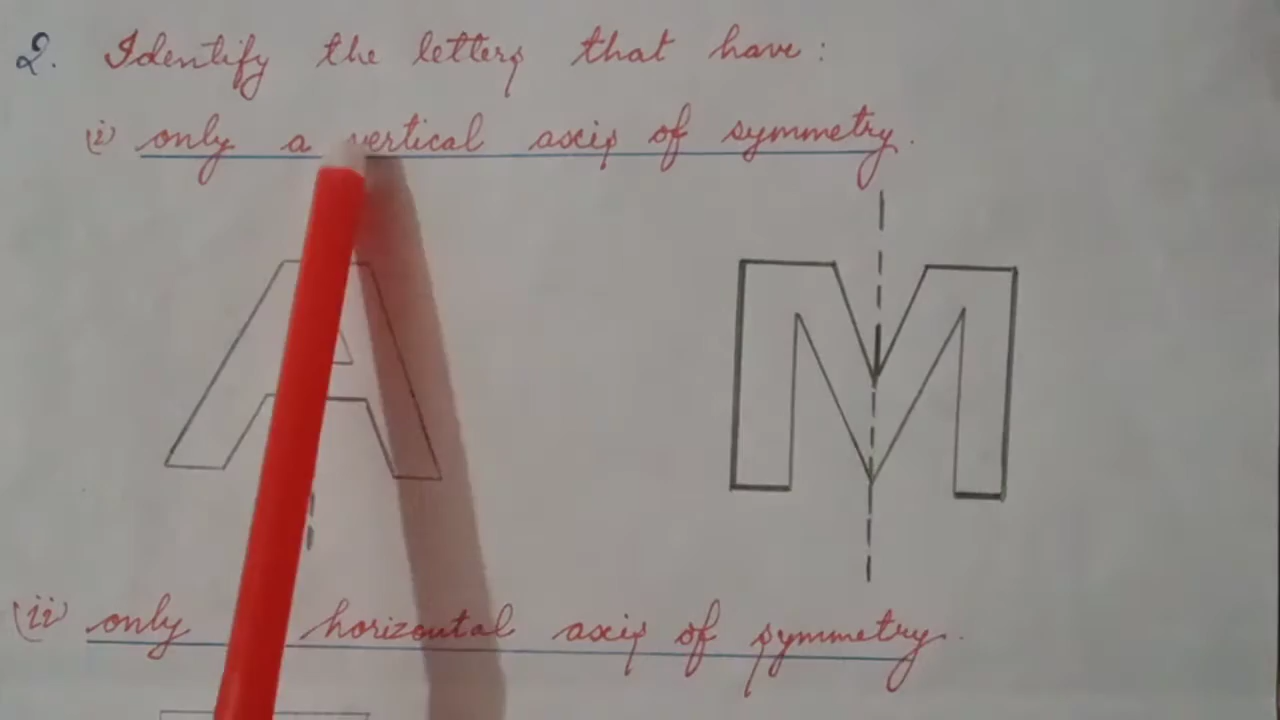 2. Identify the letters that have :
(i) only a vertical axis of symmetry.
A M
(ii) only horizontal axis of symmetry.